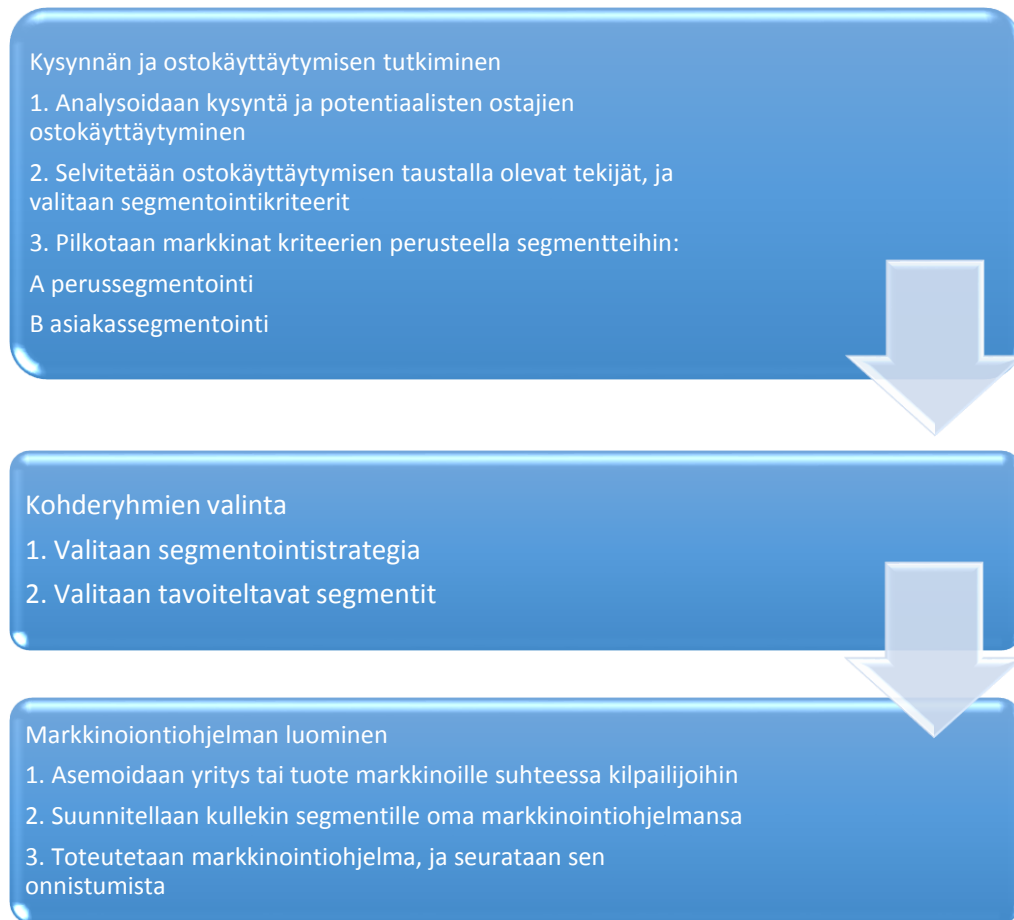 Kysynnän ja ostokäyttäytymisen tutkiminen
1. Analysoidaan kysyntä ja potentiaalisten ostajien
ostokäyttäytyminen
2. Selvitetään ostokäyttäytymisen taustalla olevat tekijät, ja
valitaan segmentointikriteerit
3. Pilkotaan markkinat kriteerien perusteella segmentteihin:
A perussegmentointi
B asiakassegmentointi
Kohderyhmien valinta
1. Valitaan segmentointistrategia
2. Valitaan tavoiteltavat segmentit
Markkinoiontiohjelman luominen
1. Asemoidaan yritys tai tuote markkinoille suhteessa kilpailijoihin
2. Suunnitellaan kullekin segmentille oma markkinointiohjelmansa
3. Toteutetaan markkinointiohjelma, ja seurataan sen
onnistumista